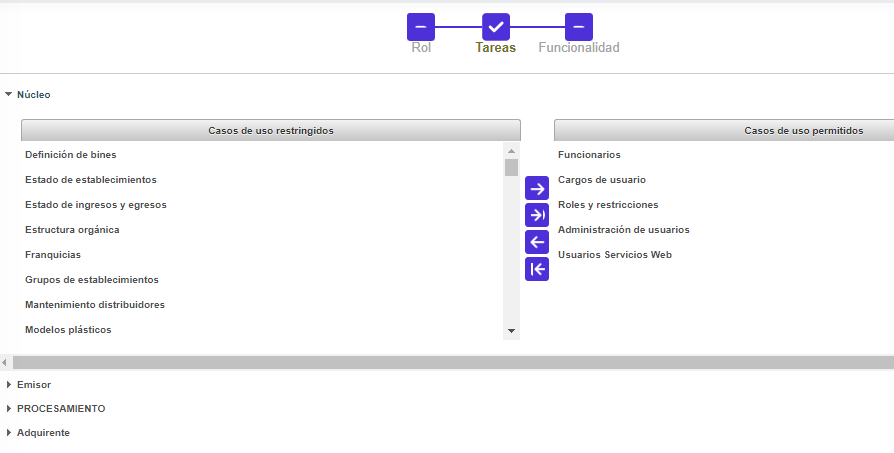 Rol Tareas Funcionalidad
Núcleo
Casos de uso restringidos Casos de uso permitidos
Definición de bines Funcionarios
Estado de establecimientos Cargos de usuario
Estado de ingresos y egresos Roles y restricciones
Estructura orgánica Administración de usuarios
Franquicias Usuarios Servicios Web
Grupos de establecimientos
Mantenimiento distribuidores
Modelos plásticos
Emisor
PROCESAMIENTO
Adquirente